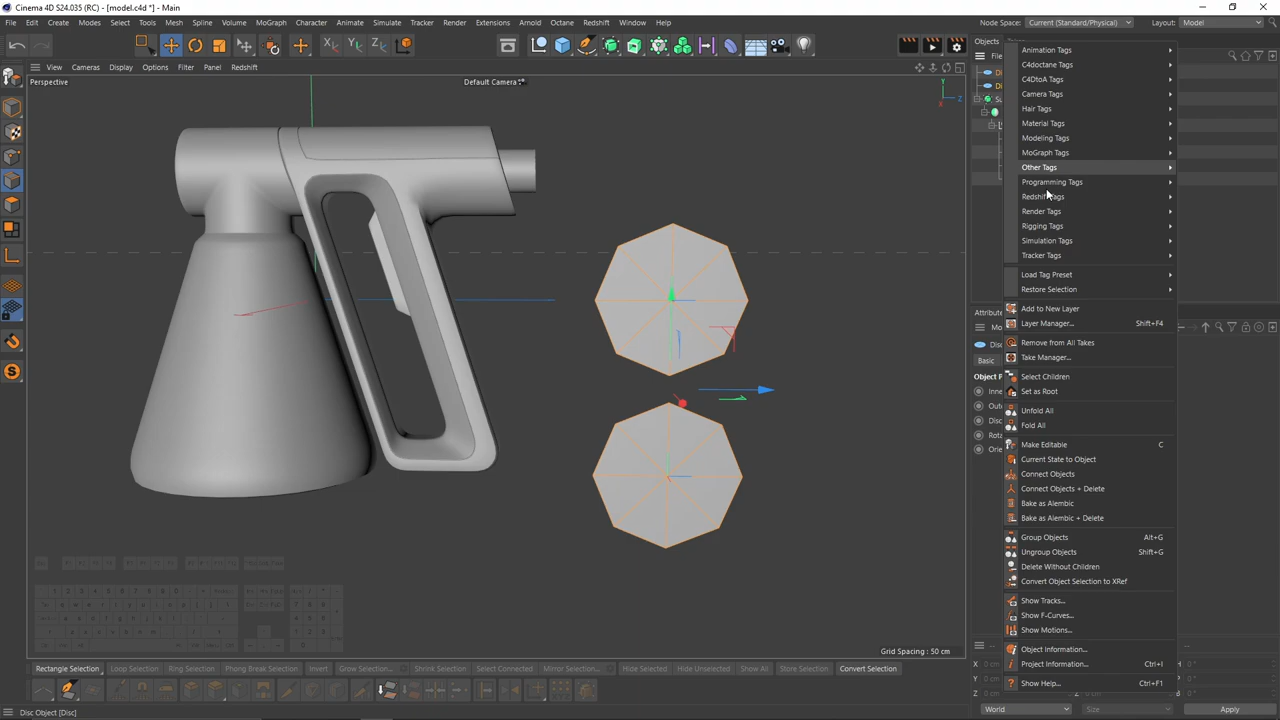 Cinema 4D S24.035 (RC) - [model.c4d *] - Main
File Edit Create Modes Select Tools Mesh Spline Volume MoGraph Character Animate Simulate Tracker Render Extensions Arnold Octane Redshift Window Help
Node Space: Current (Standard/Physical) Layout: Model
View Cameras Display Options Filter Panel Redshift
Perspective
Default Camera
Y
Z
X
Objects
File
Animation Tags
C4doctane Tags
C4DtoA Tags
Camera Tags
Hair Tags
Material Tags
Modeling Tags
MoGraph Tags
Other Tags
Programming Tags
Redshift Tags
Render Tags
Rigging Tags
Simulation Tags
Tracker Tags
Load Tag Preset
Restore Selection
Add to New Layer
Layer Manager... Shift+F4
Remove from All Takes
Take Manager...
Select Children
Set as Root
Unfold All
Fold All
Make Editable C
Current State to Object
Connect Objects
Connect Objects + Delete
Bake as Alembic
Bake as Alembic + Delete
Group Objects Alt+G
Ungroup Objects Shift+G
Delete Without Children
Convert Object Selection to XRef
Show Tracks...
Show F-Curves...
Show Motions...
Object Information...
Project Information... Ctrl+I
Show Help... Ctrl+F1
Basic
Grid Spacing : 50 cm
Rectangle Selection Loop Selection Ring Selection Phong Break Selection Invert Grow Selection... Shrink Selection Select Connected Mirror Selection... Hide Selected Hide Unselected Show All Store Selection Convert Selection
World Size Apply
Disc Object [Disc]